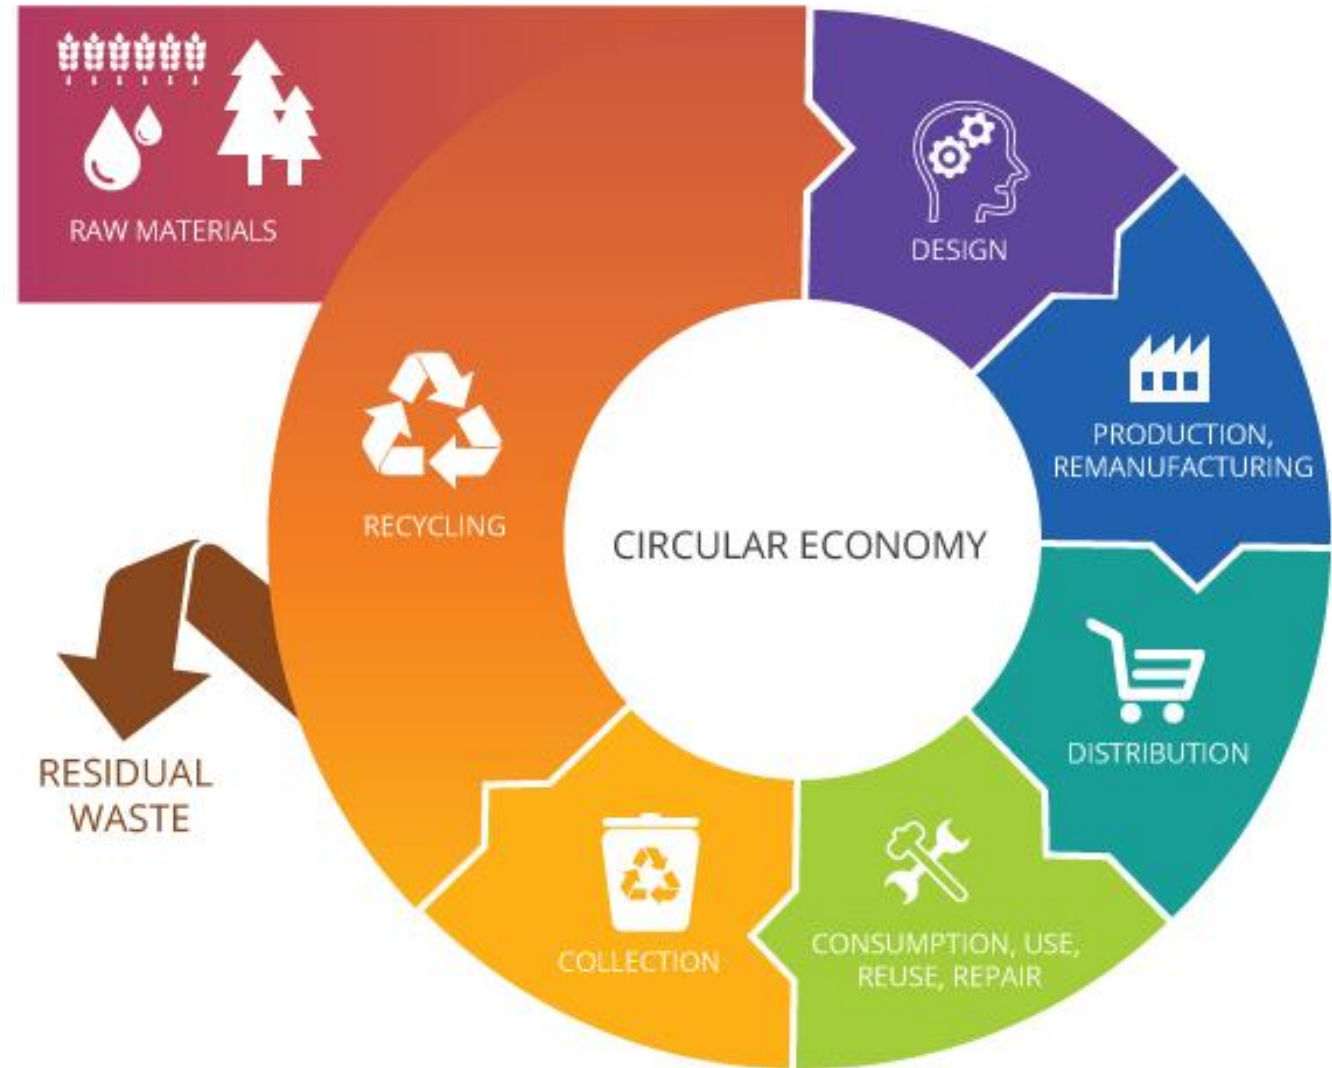 RAW MATERIALS
DESIGN
PRODUCTION,
REMANUFACTURING
DISTRIBUTION
CONSUMPTION, USE,
REUSE, REPAIR
COLLECTION
RECYCLING
RESIDUAL
WASTE
CIRCULAR ECONOMY